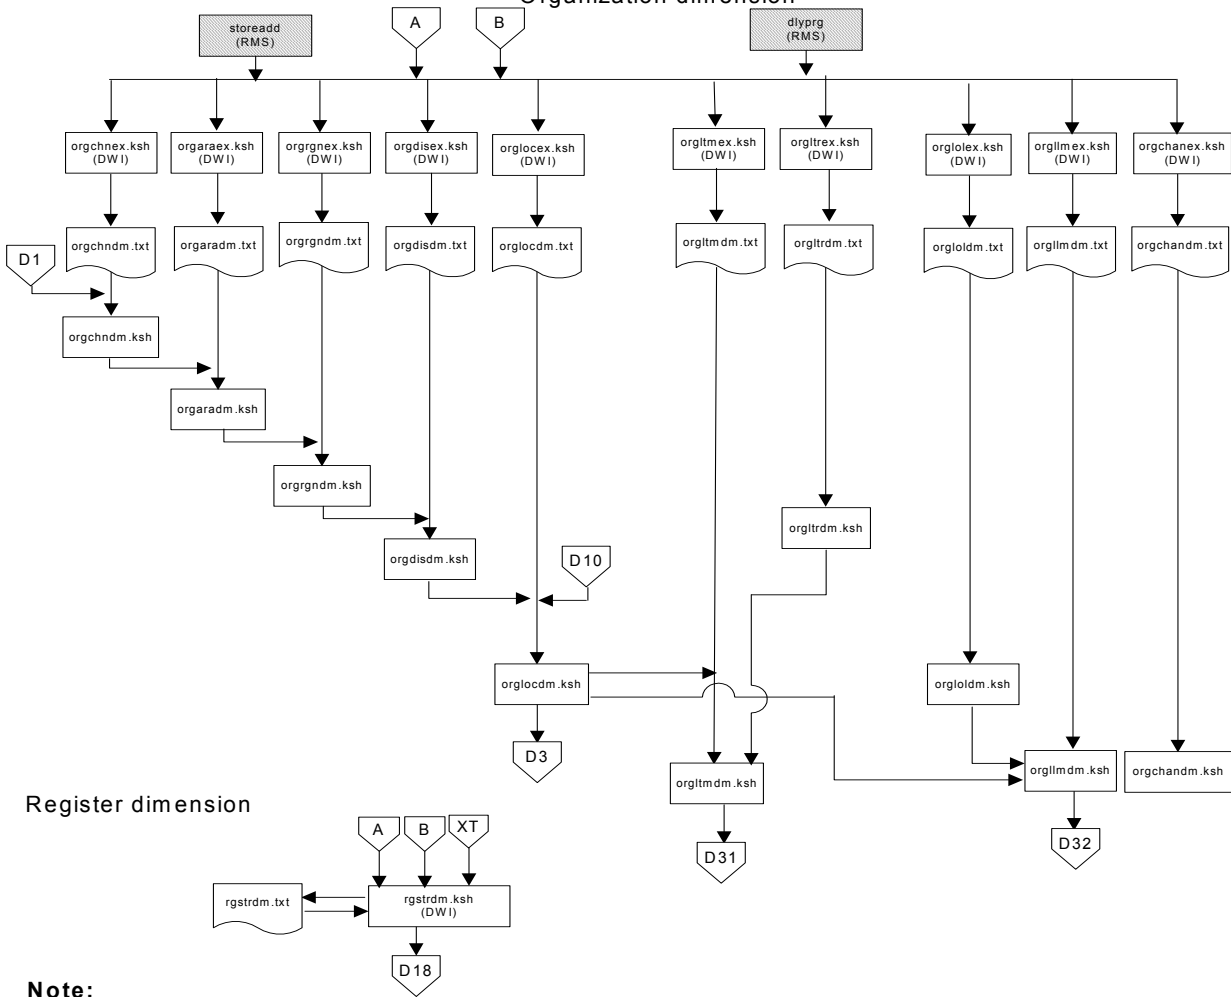 Organization dimension
storeadd
(RMS)
A
B
dlyprg
(RMS)
orgchnex.ksh
(DWI)
orgaraex.ksh
(DWI)
orgrgnex.ksh
(DWI)
orgdisex.ksh
(DWI)
orglocex.ksh
(DWI)
orgltmex.ksh
(DWI)
orgltrex.ksh
(DWI)
orglolex.ksh
(DWI)
orgllmex.ksh
(DWI)
orgchanex.ksh
(DWI)
orgchndm.txt
orgaradm.txt
orgrgndm.txt
orgdisdm.txt
orglocdm.txt
orgltmdm.txt
orgltrdm.txt
orgloldm.txt
orgllmdm.txt
orgchandm.txt
D1
orgchndm.ksh
orgaradm.ksh
orgrgndm.ksh
orgltrdm.ksh
orgdisdm.ksh
D10
orglocdm.ksh
orgloldm.ksh
D3
orgltmdm.ksh
orgllmdm.ksh
orgchandm.ksh
Register dimension
A
B
XT
D31
D32
rgstrdm.txt
rgstrdm.ksh
(DWI)
D18
Note: